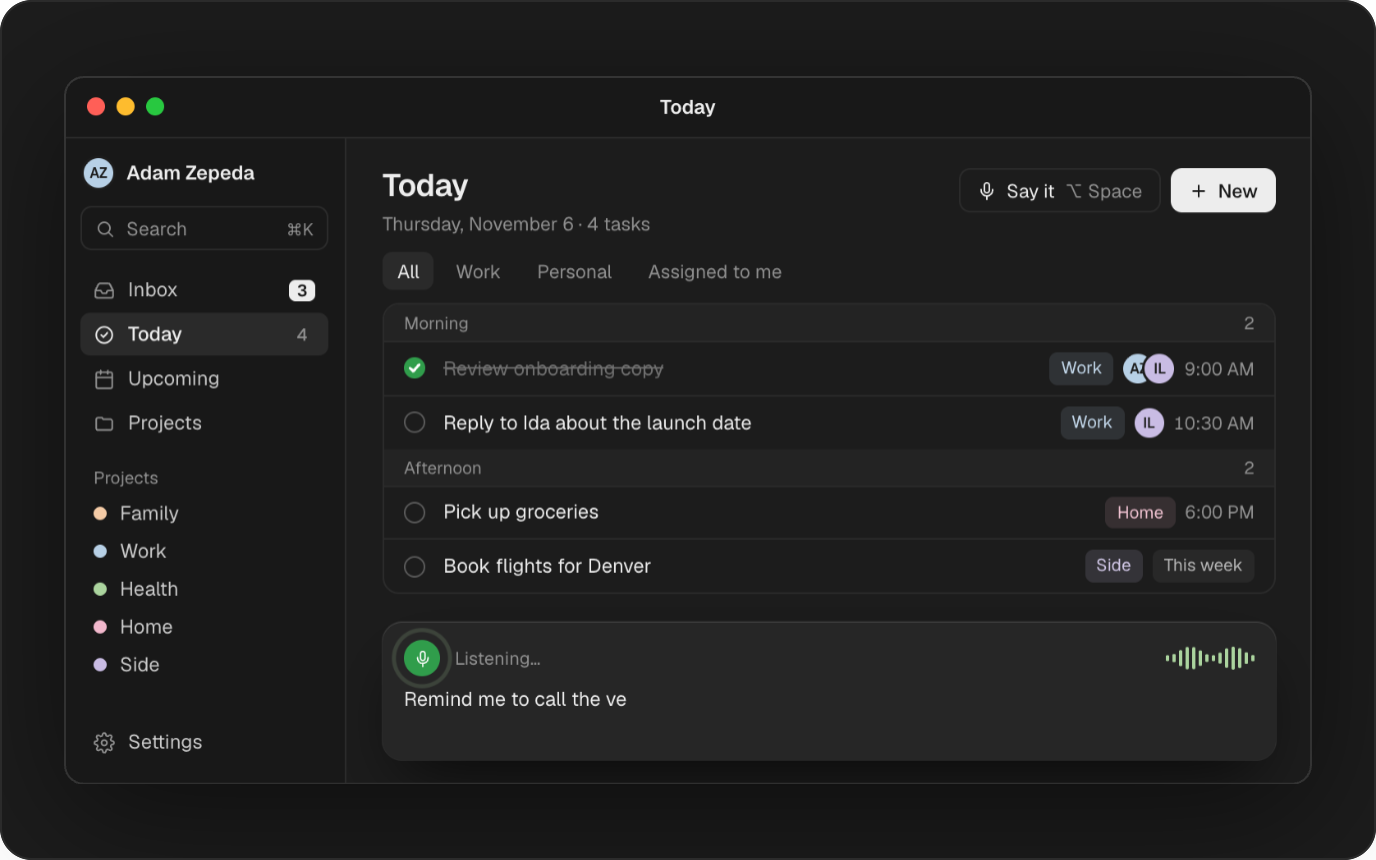 Today
AZ Adam Zepeda
Search ⌘K
Inbox 3
Today 4
Upcoming
Projects
Projects
Family
Work
Health
Home
Side
Settings
Today
Thursday, November 6 · 4 tasks
Say it ⌥ Space
+ New
All Work Personal Assigned to me
Morning 2
Review onboarding copy Work AZ IL 9:00 AM
Reply to Ida about the launch date Work IL 10:30 AM
Afternoon 2
Pick up groceries Home 6:00 PM
Book flights for Denver Side This week
Listening...
Remind me to call the ve